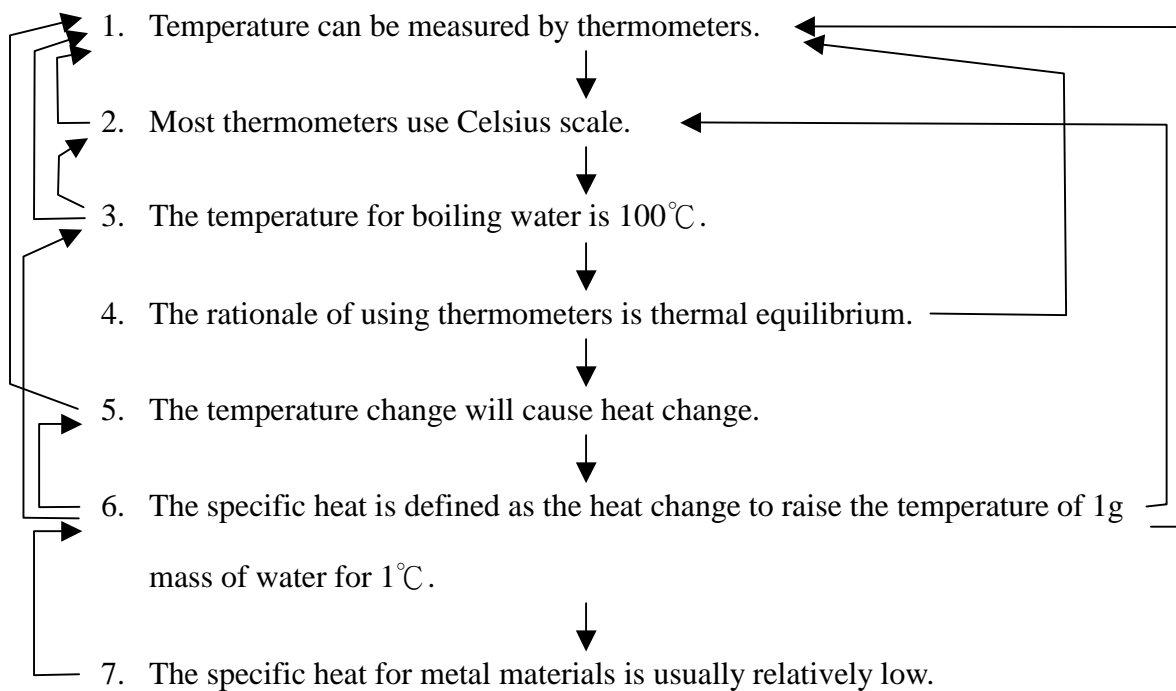 1. Temperature can be measured by thermometers.
2. Most thermometers use Celsius scale.
3. The temperature for boiling water is 100℃.
4. The rationale of using thermometers is thermal equilibrium.
5. The temperature change will cause heat change.
6. The specific heat is defined as the heat change to raise the temperature of 1g
mass of water for 1℃.
7. The specific heat for metal materials is usually relatively low.